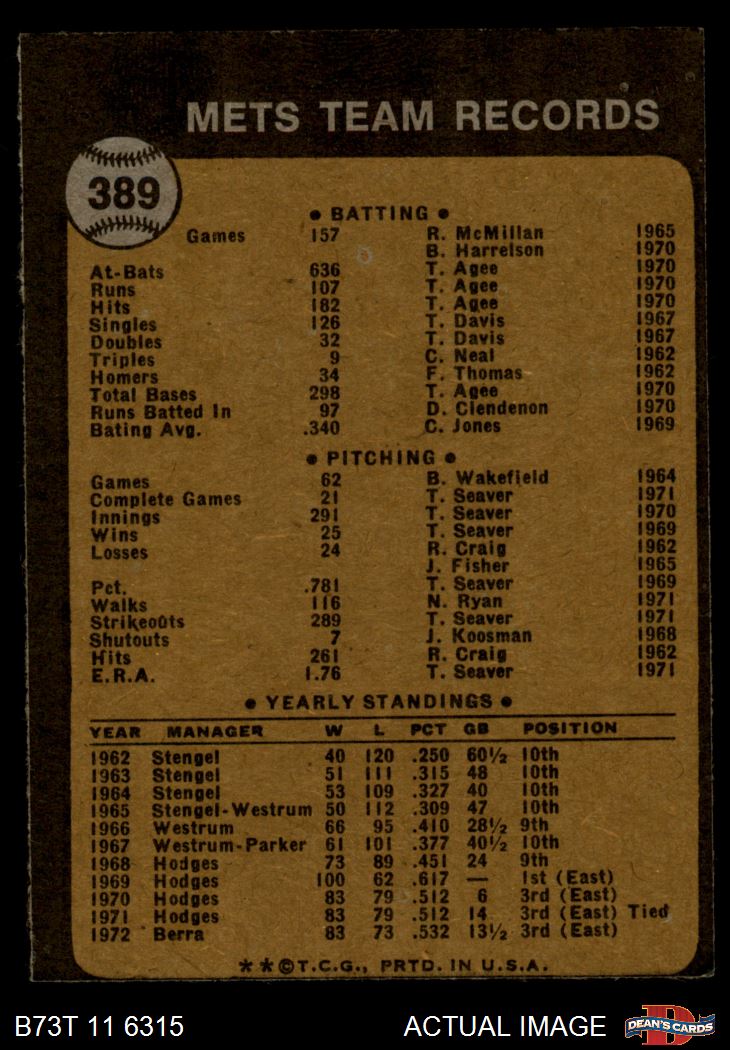 METS TEAM RECORDS
389
• BATTING •
Games 157 R. McMillan 1965
B. Harrelson 1970
At-Bats 636 T. Agee 1970
Runs 107 T. Agee 1970
Hits 182 T. Agee 1970
Singles 126 T. Davis 1967
Doubles 32 T. Davis 1967
Triples 9 C. Neal 1962
Homers 34 F. Thomas 1962
Total Bases 298 T. Agee 1970
Runs Batted In 97 D. Clendenon 1970
Bating Avg. .340 C. Jones 1969
• PITCHING •
Games 62 B. Wakefield 1964
Complete Games 21 T. Seaver 1971
Innings 291 T. Seaver 1970
Wins 25 T. Seaver 1969
Losses 24 R. Craig 1962
J. Fisher 1965
Pct. .781 T. Seaver 1969
Walks 116 N. Ryan 1971
Strikeouts 289 T. Seaver 1971
Shutouts 7 J. Koosman 1968
Hits 261 R. Craig 1962
E.R.A. 1.76 T. Seaver 1971
• YEARLY STANDINGS •
YEAR MANAGER W L PCT GB POSITION
1962 Stengel 40 120 .250 60½ 10th
1963 Stengel 51 111 .315 48 10th
1964 Stengel 53 109 .327 40 10th
1965 Stengel-Westrum 50 112 .309 47 10th
1966 Westrum 66 95 .410 28½ 9th
1967 Westrum-Parker 61 101 .377 40½ 10th
1968 Hodges 73 89 .451 24 9th
1969 Hodges 100 62 .617 — 1st (East)
1970 Hodges 83 79 .512 6 3rd (East)
1971 Hodges 83 79 .512 14 3rd (East) Tied
1972 Berra 83 73 .532 13½ 3rd (East)
**©T.C.G., PRTD. IN U.S.A.
B73T 11 6315 ACTUAL IMAGE
DEAN'S CARDS